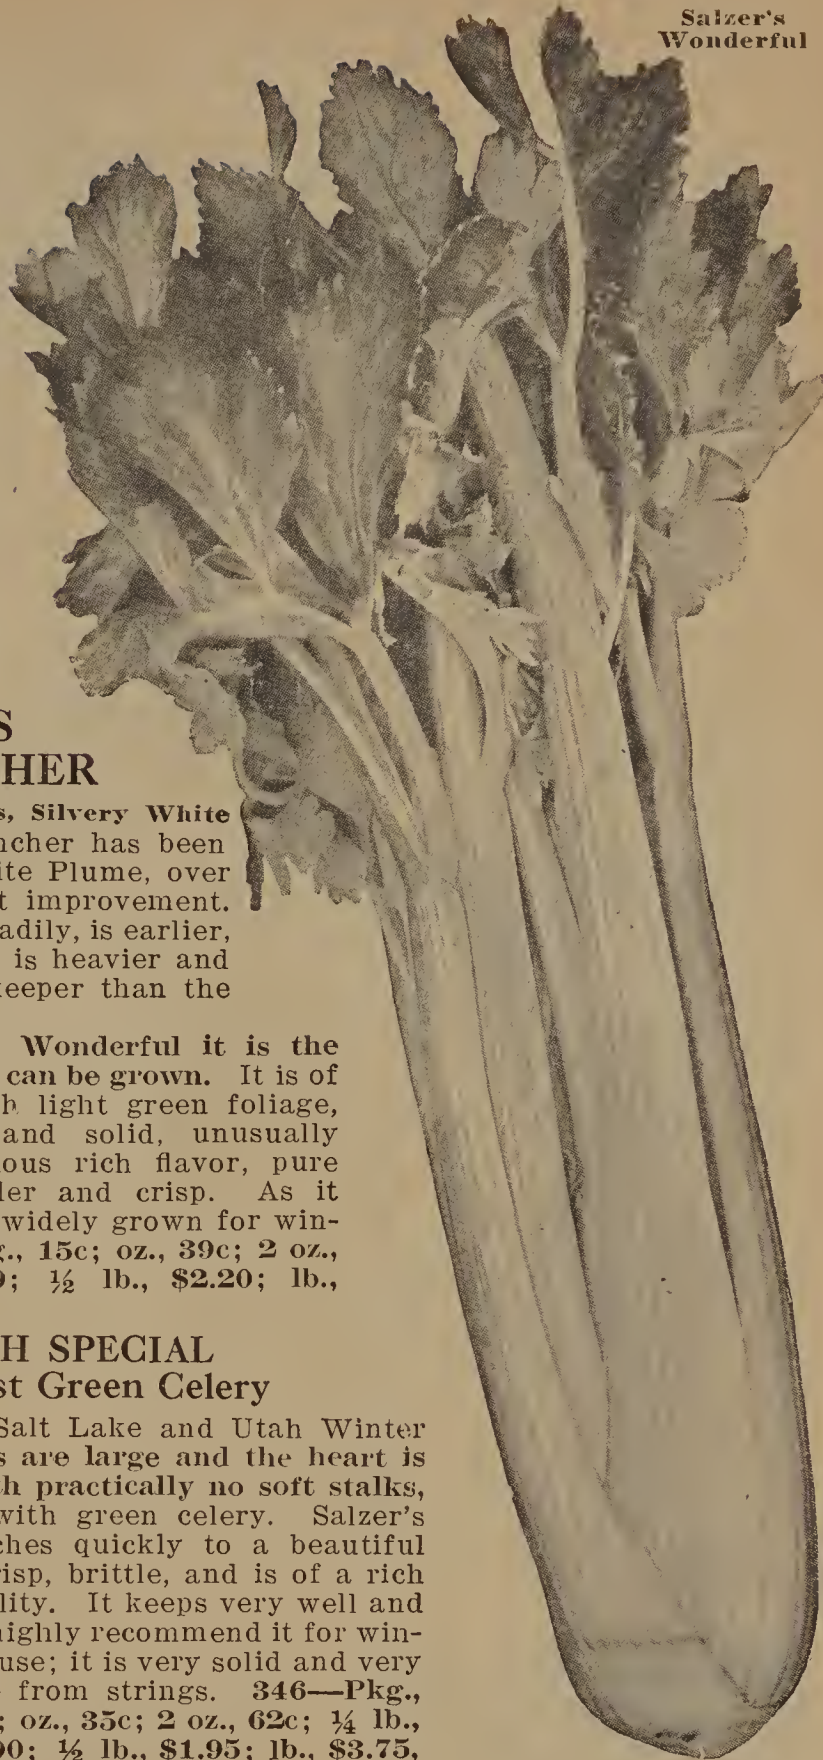 Salzer's
Wonderful
S
HER
s, Silvery White
ncher has been
ite Plume, over
t improvement.
adily, is earlier,
is heavier and
keeper than the
Wonderful it is the
can be grown. It is of
h light green foliage,
and solid, unusually
ous rich flavor, pure
ler and crisp. As it
widely grown for win-
g., 15c; oz., 39c; 2 oz.,
; ½ lb., $2.20; lb.,
H SPECIAL
st Green Celery
Salt Lake and Utah Winter
s are large and the heart is
h practically no soft stalks,
with green celery. Salzer's
ches quickly to a beautiful
risp, brittle, and is of a rich
lity. It keeps very well and
highly recommend it for win-
use; it is very solid and very
from strings. 346—Pkg.,
; oz., 35c; 2 oz., 62c; ¼ lb.,
0; ½ lb., $1.95; lb., $3.75,